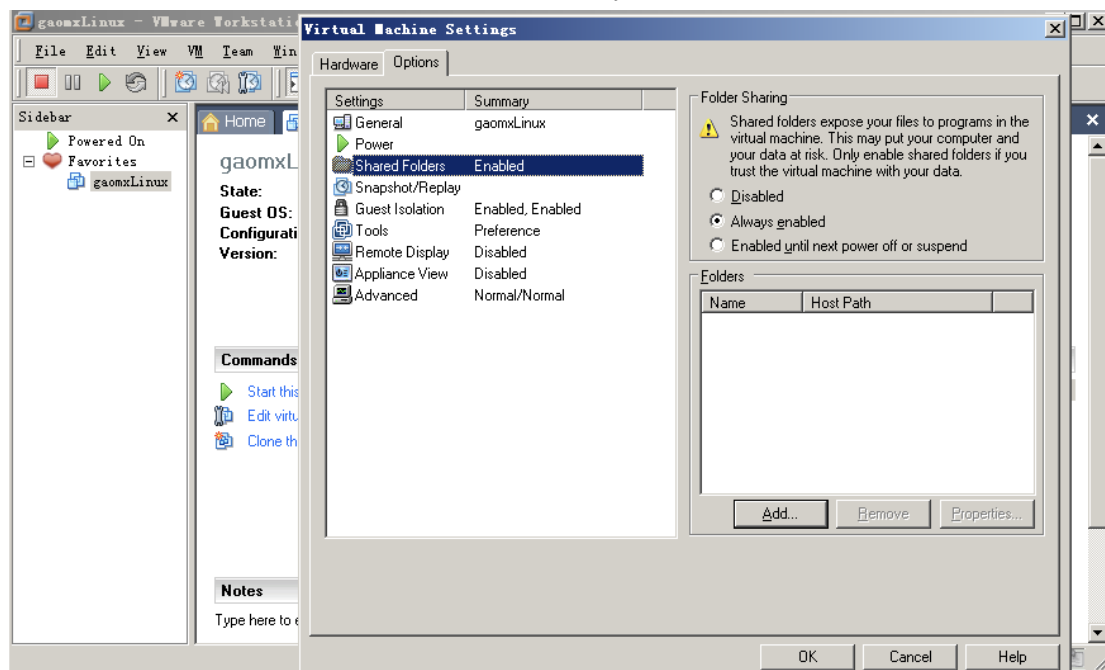 gaomxLinux - VMware Workstati
File Edit View VM Team Win
Sidebar
Powered On
Favorites
gaomxLinux
Home
gaomxL
State:
Guest OS:
Configurati
Version:
Commands
Start this
Edit virtu
Clone th
Notes
Type here to e
Virtual Machine Settings
Hardware Options
Settings Summary
General gaomxLinux
Power
Shared Folders Enabled
Snapshot/Replay
Guest Isolation Enabled, Enabled
Tools Preference
Remote Display Disabled
Appliance View Disabled
Advanced Normal/Normal
Folder Sharing
Shared folders expose your files to programs in the
virtual machine. This may put your computer and
your data at risk. Only enable shared folders if you
trust the virtual machine with your data.
Disabled
Always enabled
Enabled until next power off or suspend
Folders
Name Host Path
Add... Remove Properties...
OK Cancel Help